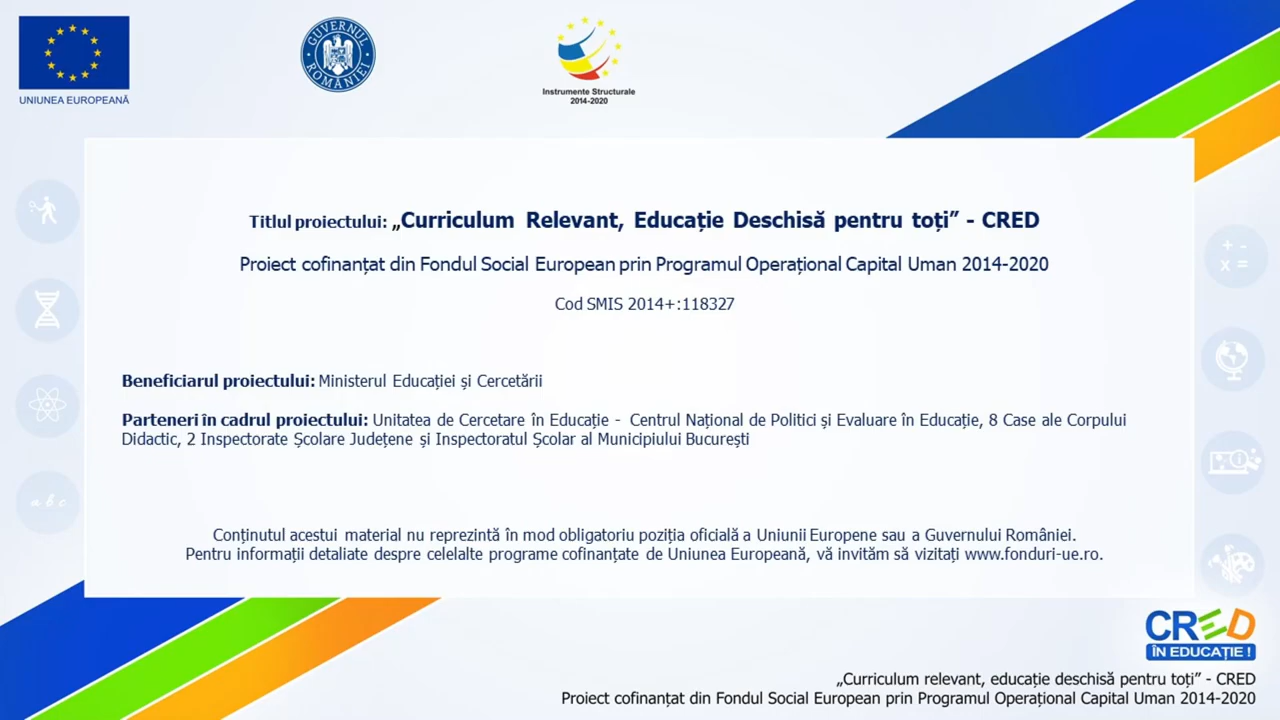 UNIUNEA EUROPEANĂ
GUVERNUL ROMÂNIEI
Instrumente Structurale
2014-2020
Titlul proiectului: „Curriculum Relevant, Educație Deschisă pentru toți” - CRED
Proiect cofinanțat din Fondul Social European prin Programul Operațional Capital Uman 2014-2020
Cod SMIS 2014+:118327
+ -
x =
Beneficiarul proiectului: Ministerul Educației și Cercetării
Parteneri în cadrul proiectului: Unitatea de Cercetare în Educație - Centrul Național de Politici și Evaluare în Educație, 8 Case ale Corpului
Didactic, 2 Inspectorate Școlare Județene și Inspectoratul Școlar al Municipiului București
a b c
Conținutul acestui material nu reprezintă în mod obligatoriu poziția oficială a Uniunii Europene sau a Guvernului României.
Pentru informații detaliate despre celelalte programe cofinanțate de Uniunea Europeană, vă invităm să vizitați www.fonduri-ue.ro.
CRED
ÎN EDUCAȚIE !
„Curriculum relevant, educație deschisă pentru toți” - CRED
Proiect cofinanțat din Fondul Social European prin Programul Operațional Capital Uman 2014-2020